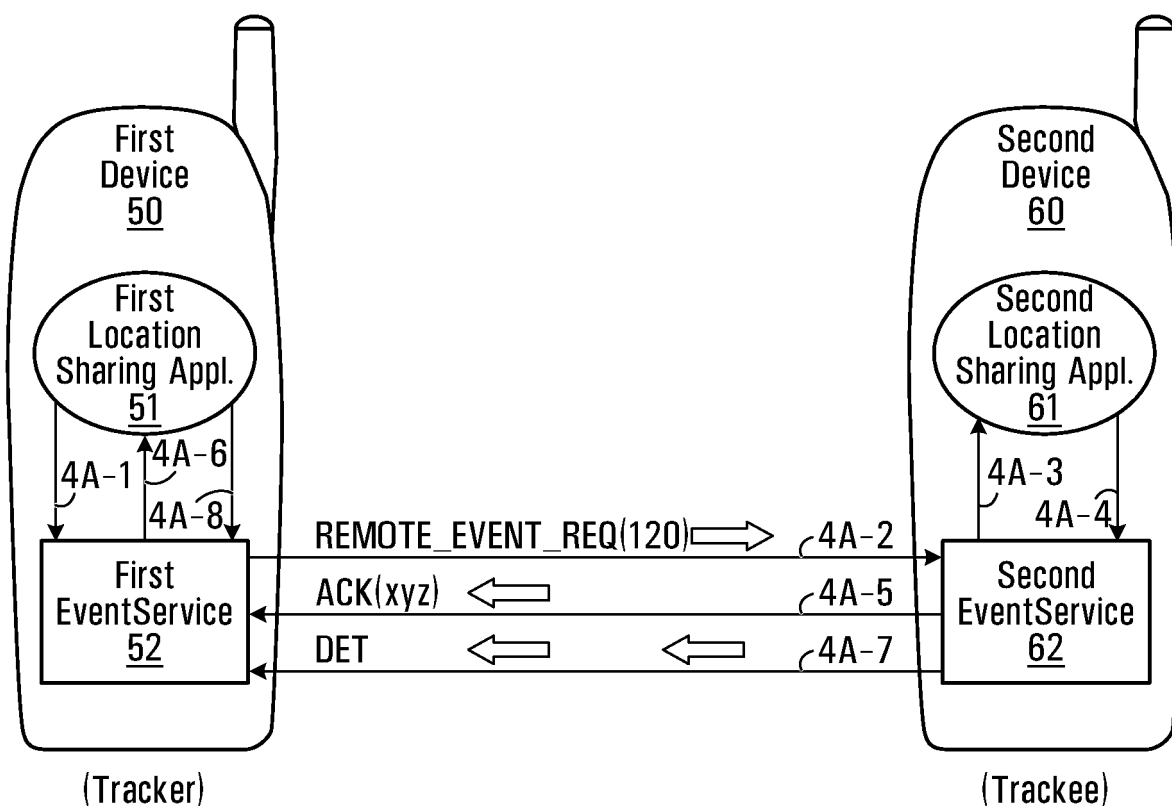 First
Device
50
First
Location
Sharing Appl.
51
4A-1
4A-6
4A-8
First
EventService
52
(Tracker)
REMOTE_EVENT_REQ(120)
4A-2
ACK(xyz)
4A-5
DET
4A-7
Second
Device
60
Second
Location
Sharing Appl.
61
4A-3
4A-4
Second
EventService
62
(Trackee)